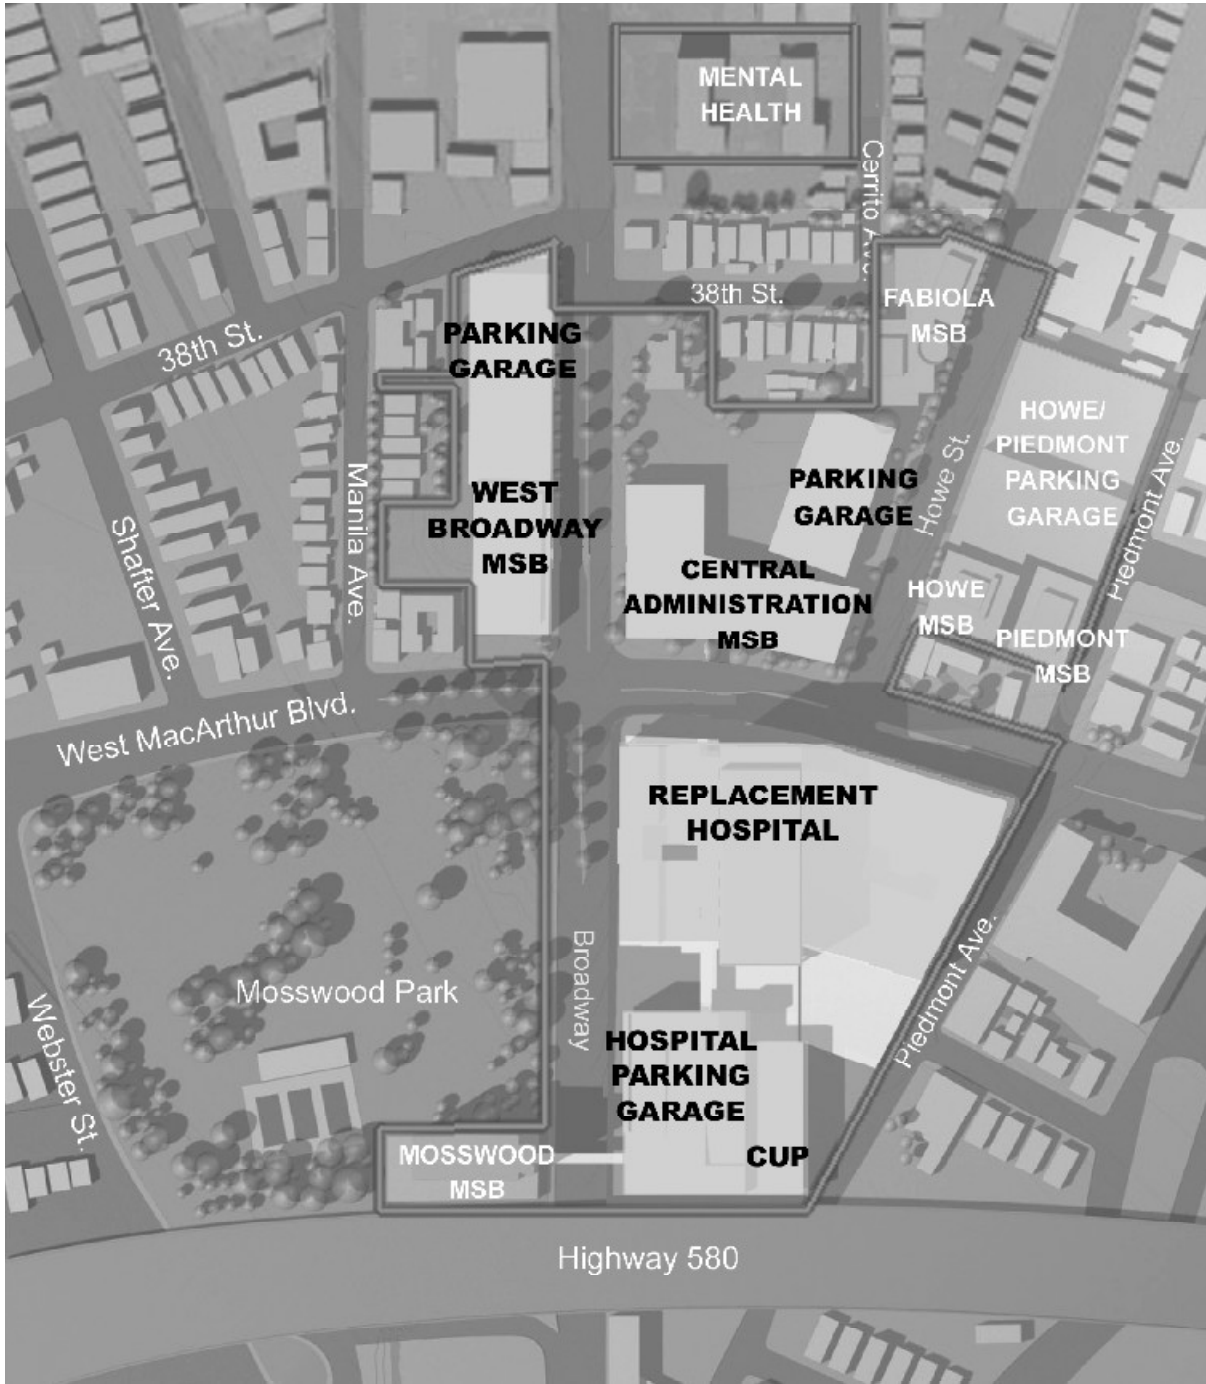 MENTAL
HEALTH
Cerrito Ave.
38th St.
FABIOLA
MSB
PARKING
GARAGE
38th St.
HOWE/
PIEDMONT
PARKING
GARAGE
Piedmont Ave.
Howe St.
PARKING
GARAGE
WEST
BROADWAY
MSB
Manila Ave.
Shafter Ave.
CENTRAL
ADMINISTRATION
MSB
HOWE
MSB
PIEDMONT
MSB
West MacArthur Blvd.
REPLACEMENT
HOSPITAL
Broadway
Piedmont Ave.
Mosswood Park
Webster St.
HOSPITAL
PARKING
GARAGE
CUP
MOSSWOOD
MSB
Highway 580